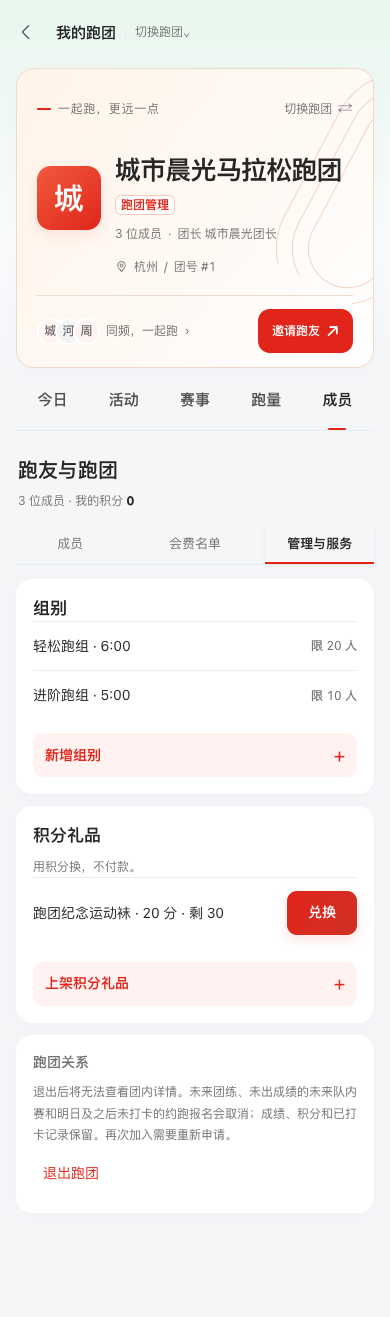 我的跑团 切换跑团
一起跑，更远一点 切换跑团
城 城市晨光马拉松跑团
跑团管理
3 位成员 · 团长 城市晨光团长
杭州 / 团号 #1
城 河 周 同频，一起跑 › 邀请跑友
今日 活动 赛事 跑量 成员
跑友与跑团
3 位成员 · 我的积分 0
成员 会费名单 管理与服务
组别
轻松跑组 · 6:00 限 20 人
进阶跑组 · 5:00 限 10 人
新增组别 +
积分礼品
用积分换，不付款。
跑团纪念运动袜 · 20 分 · 剩 30 兑换
上架积分礼品 +
跑团关系
退出后将无法查看团内详情。未来团练、未出成绩的未来队内
赛和明日及之后未打卡的约跑报名会取消；成绩、积分和已打
卡记录保留。再次加入需要重新申请。
退出跑团